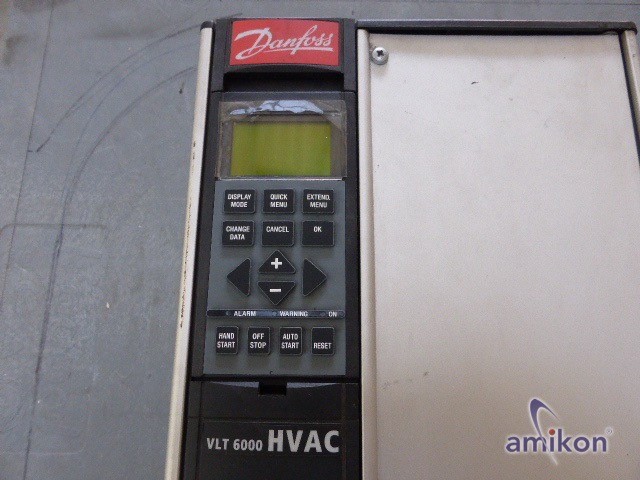 Danfoss
DISPLAY MODE
QUICK MENU
EXTEND. MENU
CHANGE DATA
CANCEL
OK
+
−
ALARM WARNING ON
HAND START
OFF STOP
AUTO START
RESET
VLT 6000 HVAC
amikon®